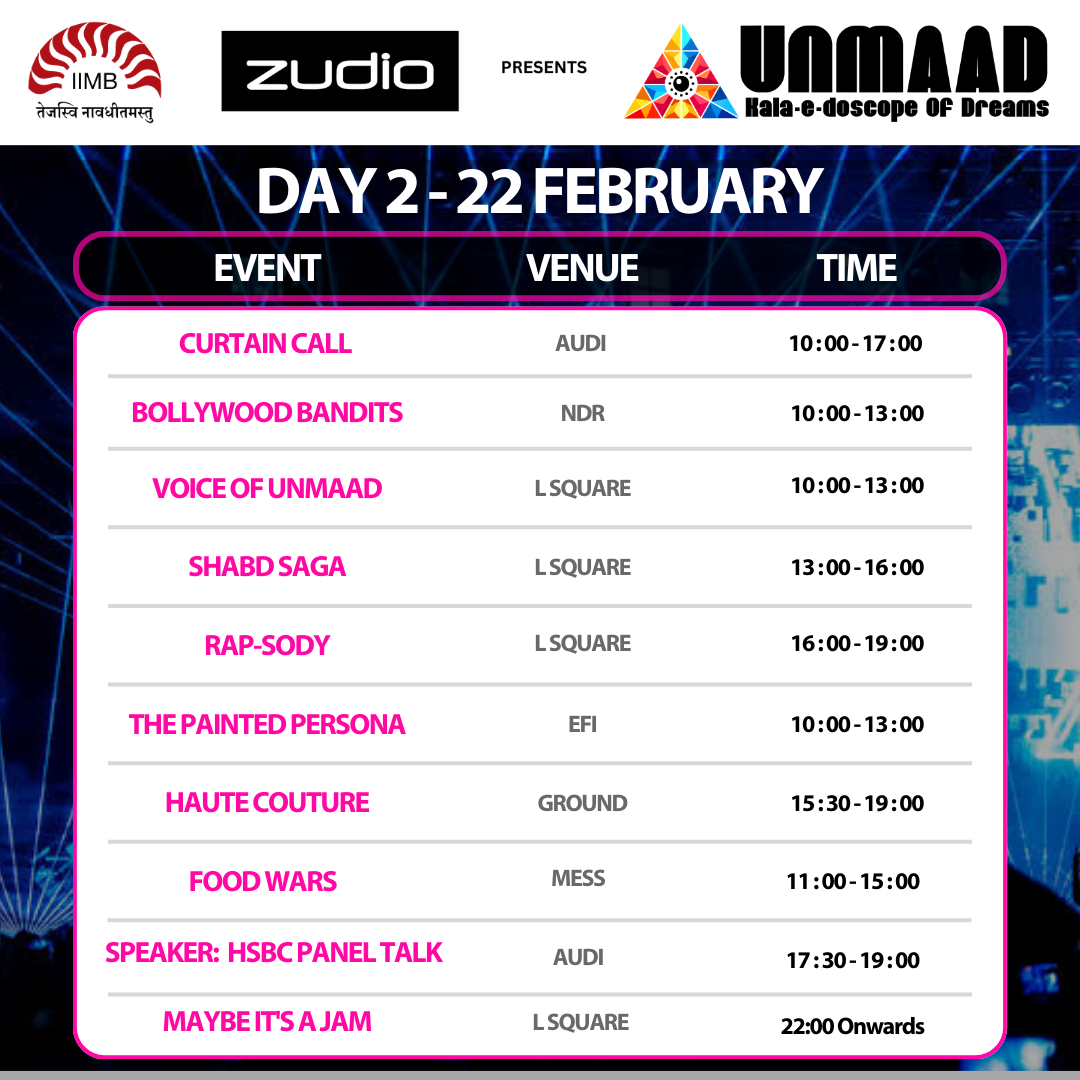 IIMB
तेजस्वि नावधीतमस्तु
zudio
PRESENTS
UNMAAD
Kala-e-doscope Of Dreams
DAY 2 - 22 FEBRUARY
EVENT VENUE TIME
CURTAIN CALL AUDI 10:00 - 17:00
BOLLYWOOD BANDITS NDR 10:00 - 13:00
VOICE OF UNMAAD L SQUARE 10:00 - 13:00
SHABD SAGA L SQUARE 13:00 - 16:00
RAP-SODY L SQUARE 16:00 - 19:00
THE PAINTED PERSONA EFI 10:00 - 13:00
HAUTE COUTURE GROUND 15:30 - 19:00
FOOD WARS MESS 11:00 - 15:00
SPEAKER: HSBC PANEL TALK AUDI 17:30 - 19:00
MAYBE IT'S A JAM L SQUARE 22:00 Onwards